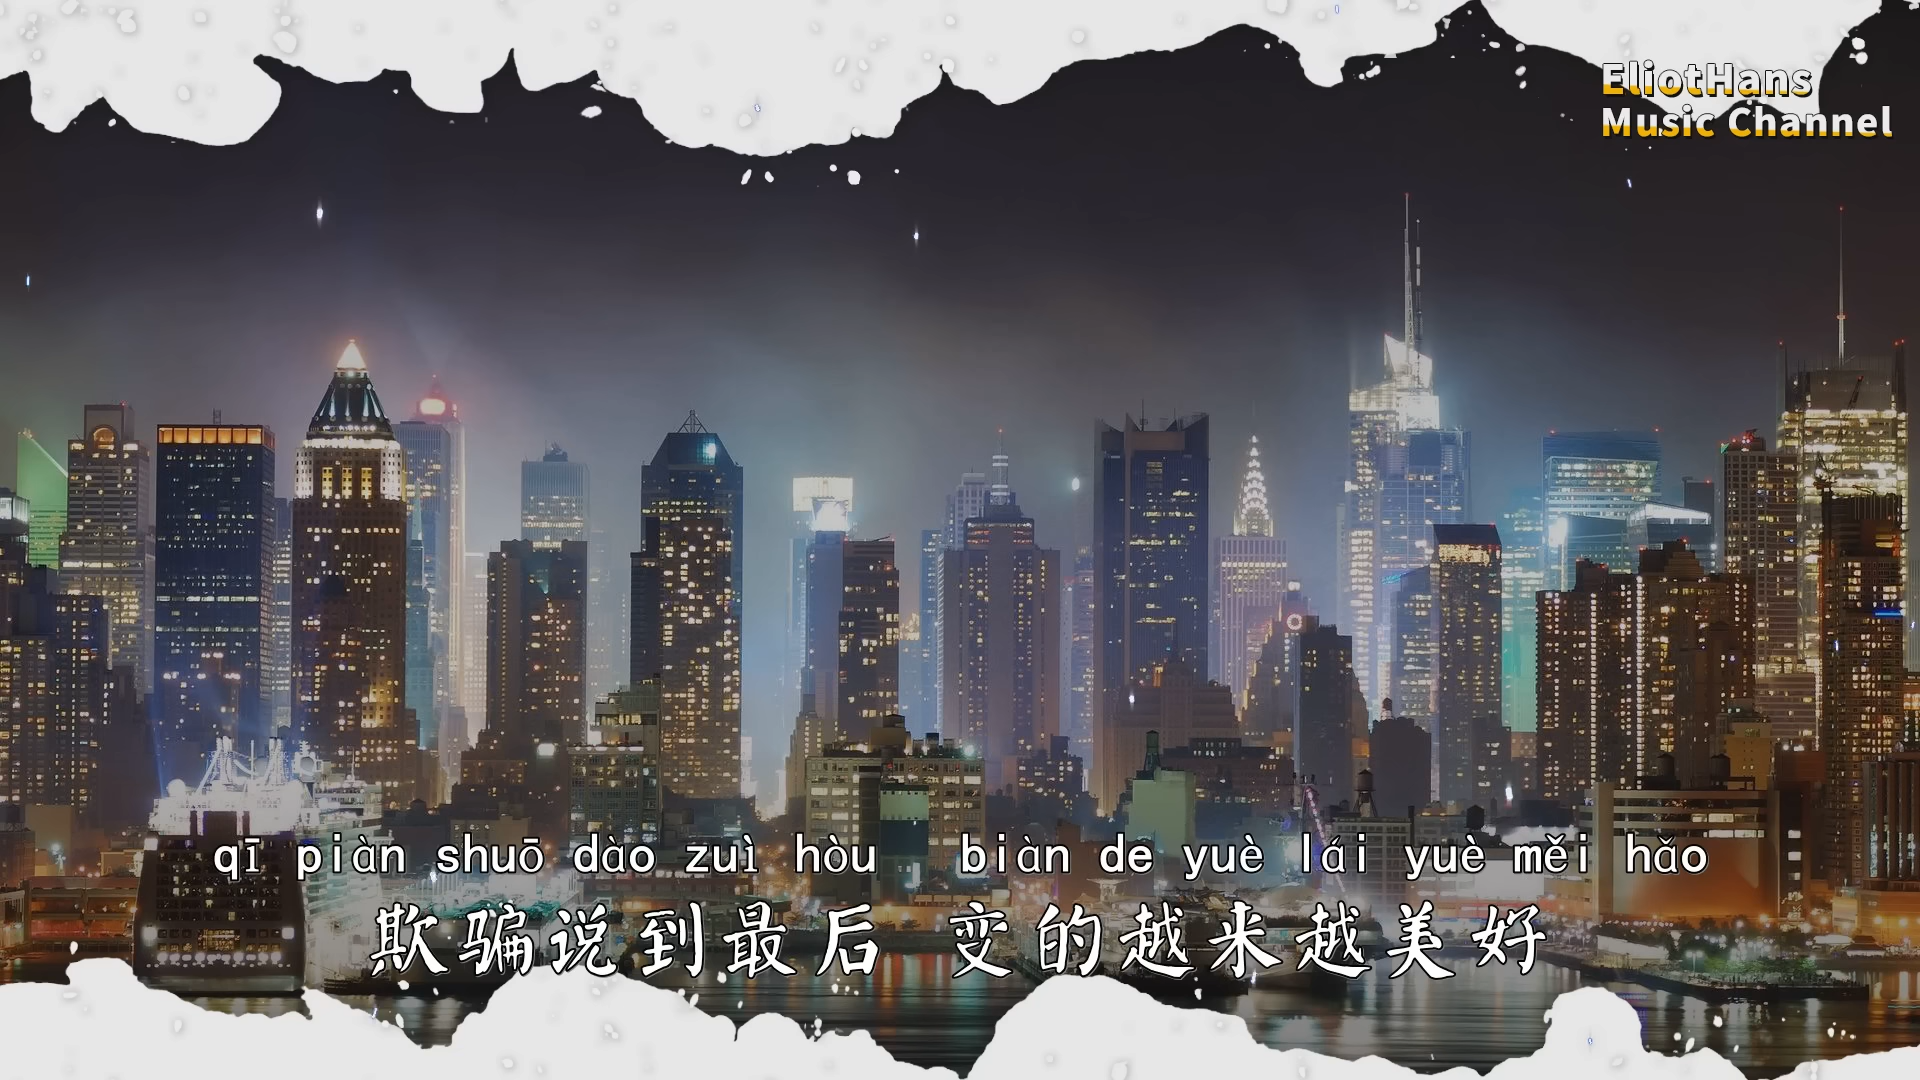 EliotHans
Music Channel
qī piàn shuō dào zuì hòu biàn de yuè lái yuè měi hǎo
欺骗说到最后 变的越来越美好